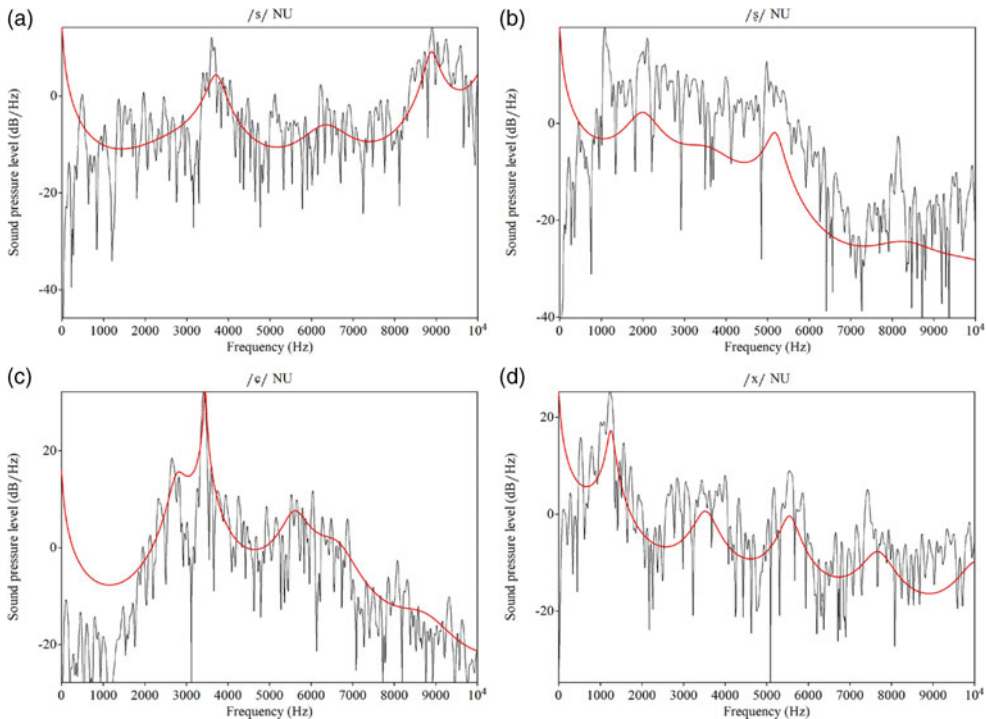 (a)
/s/ NU
Sound pressure level (dB/Hz)
0
-20
-40
0 1000 2000 3000 4000 5000 6000 7000 8000 9000 10⁴
Frequency (Hz)
(b)
/ʂ/ NU
Sound pressure level (dB/Hz)
0
-20
-40
0 1000 2000 3000 4000 5000 6000 7000 8000 9000 10⁴
Frequency (Hz)
(c)
/ɕ/ NU
Sound pressure level (dB/Hz)
20
0
-20
0 1000 2000 3000 4000 5000 6000 7000 8000 9000 10⁴
Frequency (Hz)
(d)
/x/ NU
Sound pressure level (dB/Hz)
20
0
-20
0 1000 2000 3000 4000 5000 6000 7000 8000 9000 10⁴
Frequency (Hz)